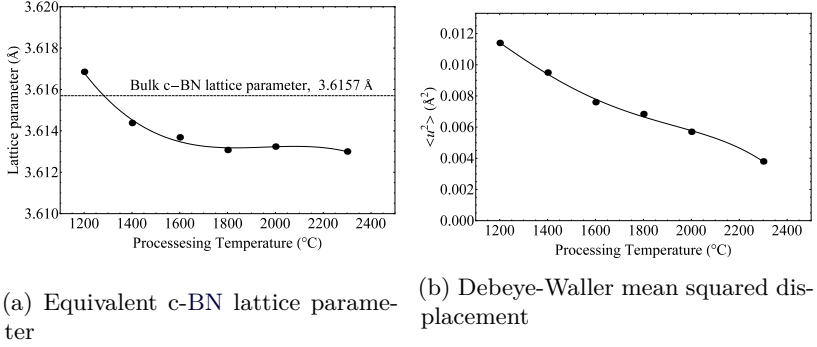 3.620
3.618
3.616
3.614
3.612
3.610
Lattice parameter (Å)
Bulk c−BN lattice parameter, 3.6157 Å
1200 1400 1600 1800 2000 2200 2400
Processesing Temperature (°C)
(a) Equivalent c-BN lattice parame-
ter
0.012
0.010
0.008
0.006
0.004
0.002
0.000
<u²> (Å²)
1200 1400 1600 1800 2000 2200 2400
Processing Temperature (°C)
(b) Debeye-Waller mean squared dis-
placement